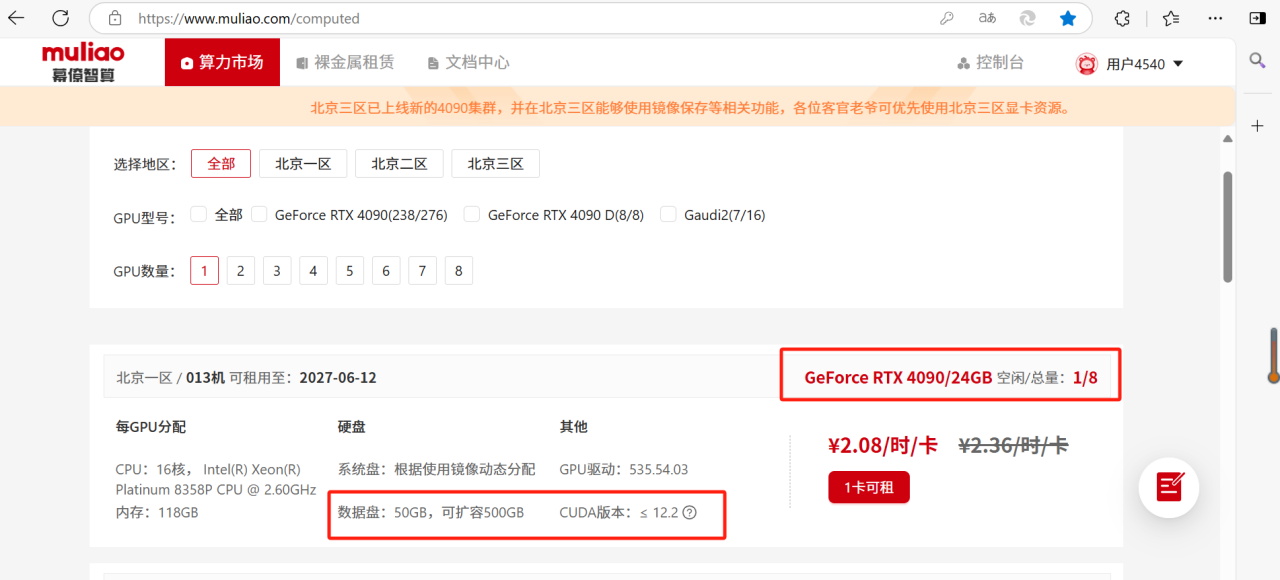 https://www.muliao.com/computed
muliao
幕僚智算
算力市场 裸金属租赁 文档中心 控制台 用户4540
北京三区已上线新的4090集群，并在北京三区能够使用镜像保存等相关功能，各位客官老爷可优先使用北京三区显卡资源。
选择地区： 全部 北京一区 北京二区 北京三区
GPU型号： 全部 GeForce RTX 4090(238/276) GeForce RTX 4090 D(8/8) Gaudi2(7/16)
GPU数量： 1 2 3 4 5 6 7 8
北京一区 / 013机 可租用至：2027-06-12 GeForce RTX 4090/24GB 空闲/总量：1/8
每GPU分配 硬盘 其他
¥2.08/时/卡 ¥2.36/时/卡
CPU：16核， Intel(R) Xeon(R) 系统盘：根据使用镜像动态分配 GPU驱动：535.54.03
Platinum 8358P CPU @ 2.60GHz 1卡可租
内存：118GB 数据盘：50GB，可扩容500GB CUDA版本：≤ 12.2